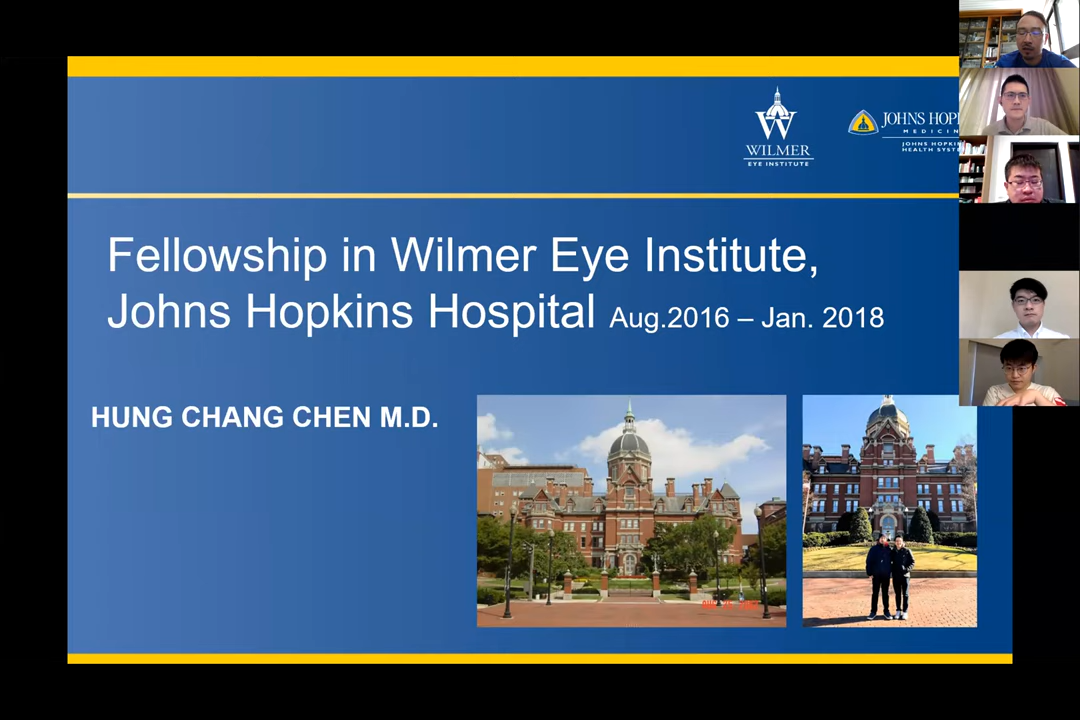 WILMER
EYE INSTITUTE
JOHNS HOP
MEDICIN
JOHNS HOPKI
HEALTH SYST
Fellowship in Wilmer Eye Institute,
Johns Hopkins Hospital Aug.2016 – Jan. 2018
HUNG CHANG CHEN M.D.